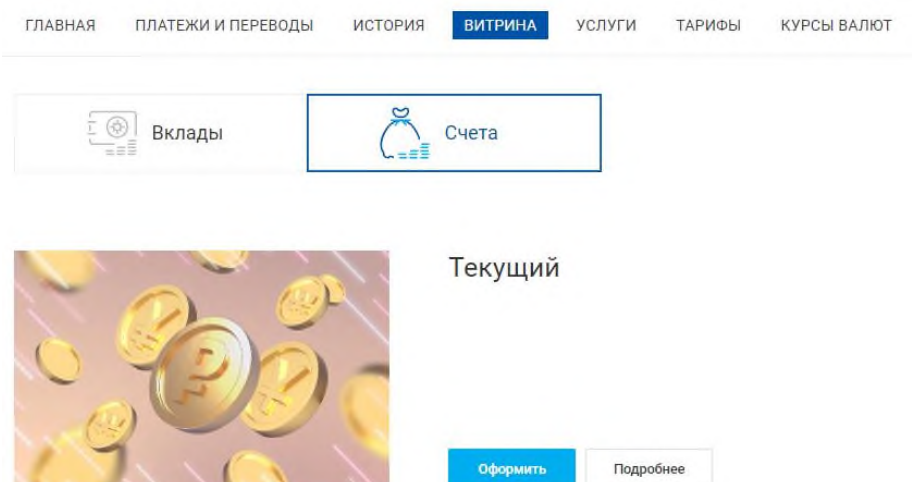 ГЛАВНАЯ ПЛАТЕЖИ И ПЕРЕВОДЫ ИСТОРИЯ ВИТРИНА УСЛУГИ ТАРИФЫ КУРСЫ ВАЛЮТ
Вклады Счета
Текущий
Оформить Подробнее